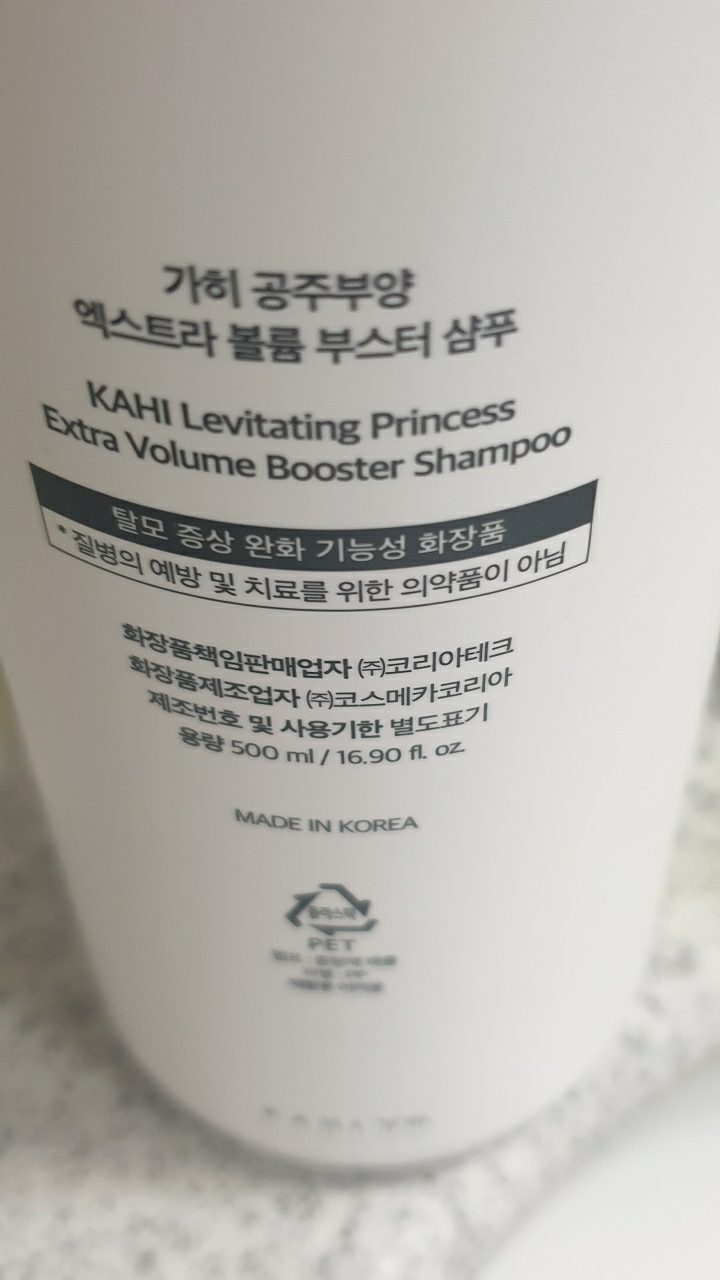 가히 공주부양
엑스트라 볼륨 부스터 샴푸
KAHI Levitating Princess
Extra Volume Booster Shampoo
탈모 증상 완화 기능성 화장품
* 질병의 예방 및 치료를 위한 의약품이 아님
화장품책임판매업자 ㈜코리아테크
화장품제조업자 ㈜코스메카코리아
제조번호 및 사용기한 별도표기
용량 500 ml / 16.90 fl. oz.
MADE IN KOREA
플라스틱
PET